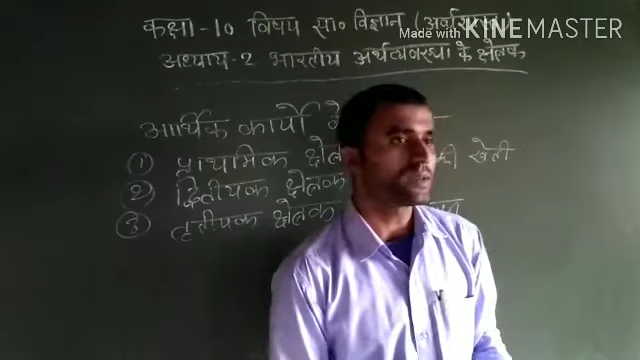 Made with KINEMASTER
कक्षा-10 विषय सा० विज्ञान (अर्थशास्त्र)
अध्याय-2 भारतीय अर्थव्यवस्था के क्षेत्रक
आर्थिक कार्यो के
① प्राथमिक क्षे खेती
② द्वितीयक क्षेत्रक
③ तृतीयक क्षेत्रक